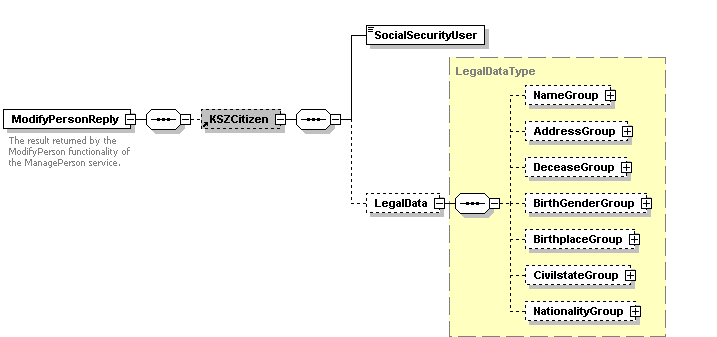 SocialSecurityUser
LegalDataType
NameGroup
ModifyPersonReply
KSZCitizen
AddressGroup
The result returned by the
ModifyPerson functionality of
the ManagePerson service.
DeceaseGroup
LegalData
BirthGenderGroup
BirthplaceGroup
CivilstateGroup
NationalityGroup